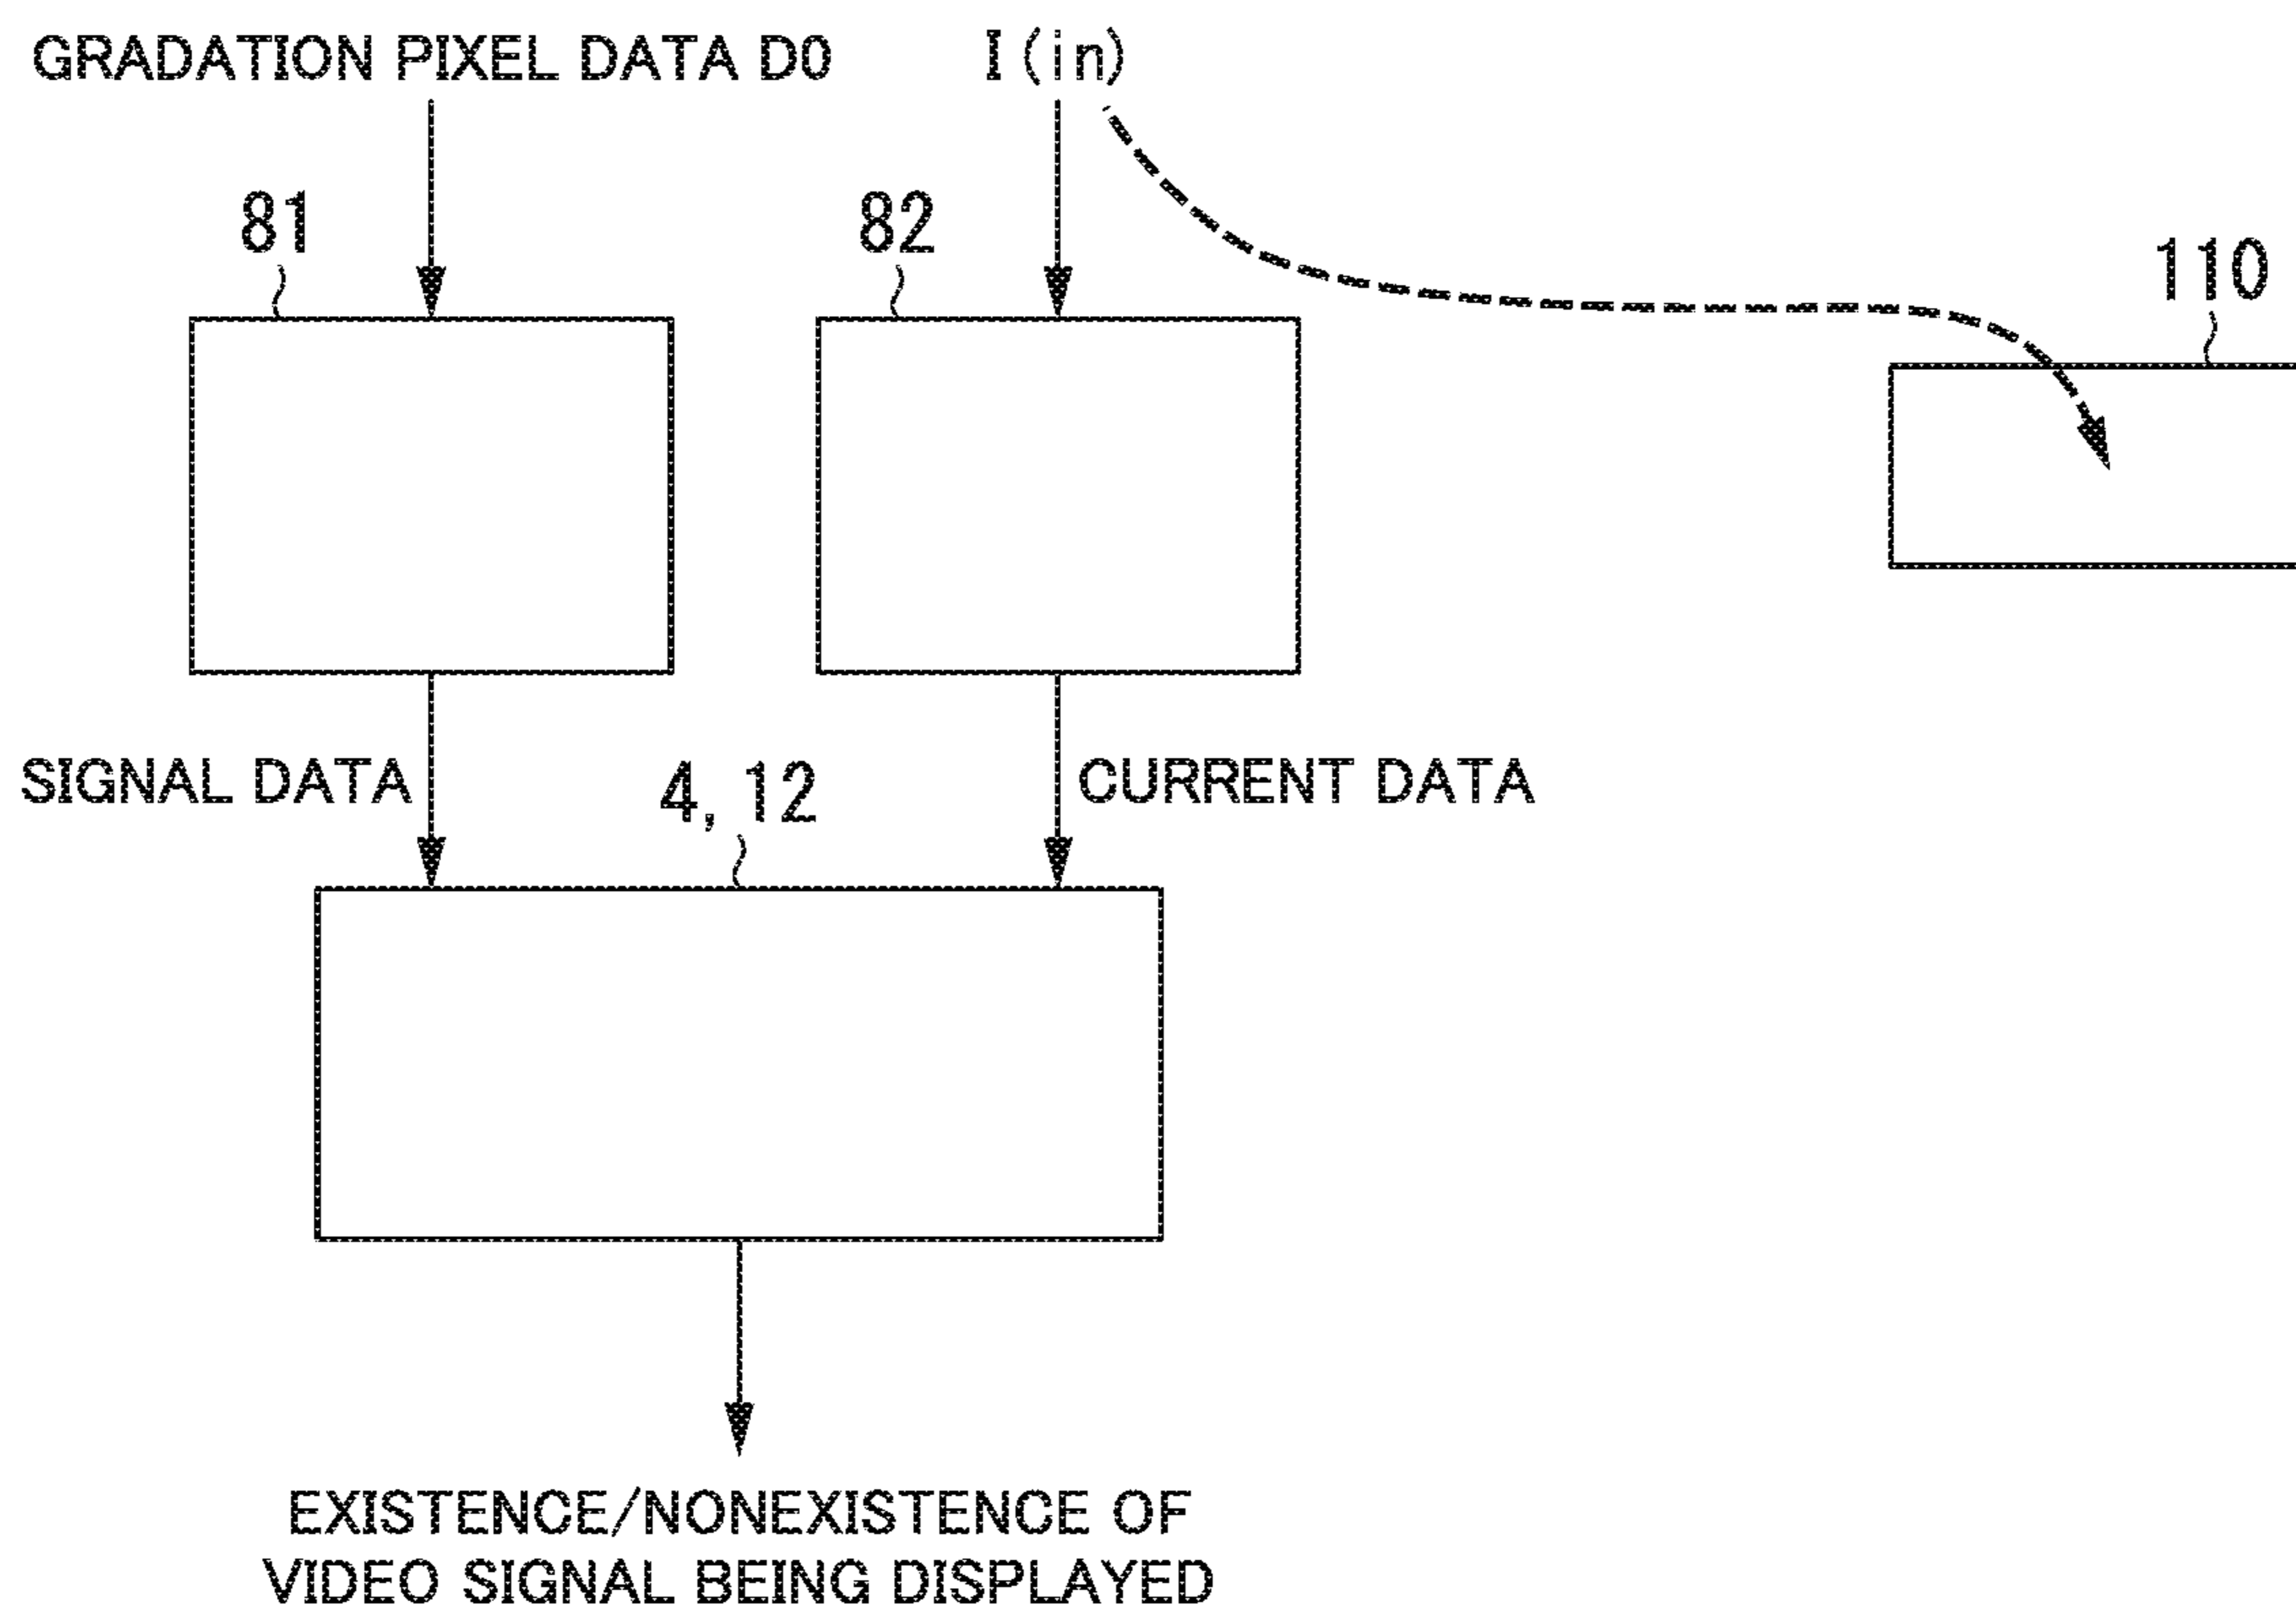 GRADATION PIXEL DATA D0
I(in)
81
82
110
SIGNAL DATA
4, 12
CURRENT DATA
EXISTENCE/NONEXISTENCE OF
VIDEO SIGNAL BEING DISPLAYED